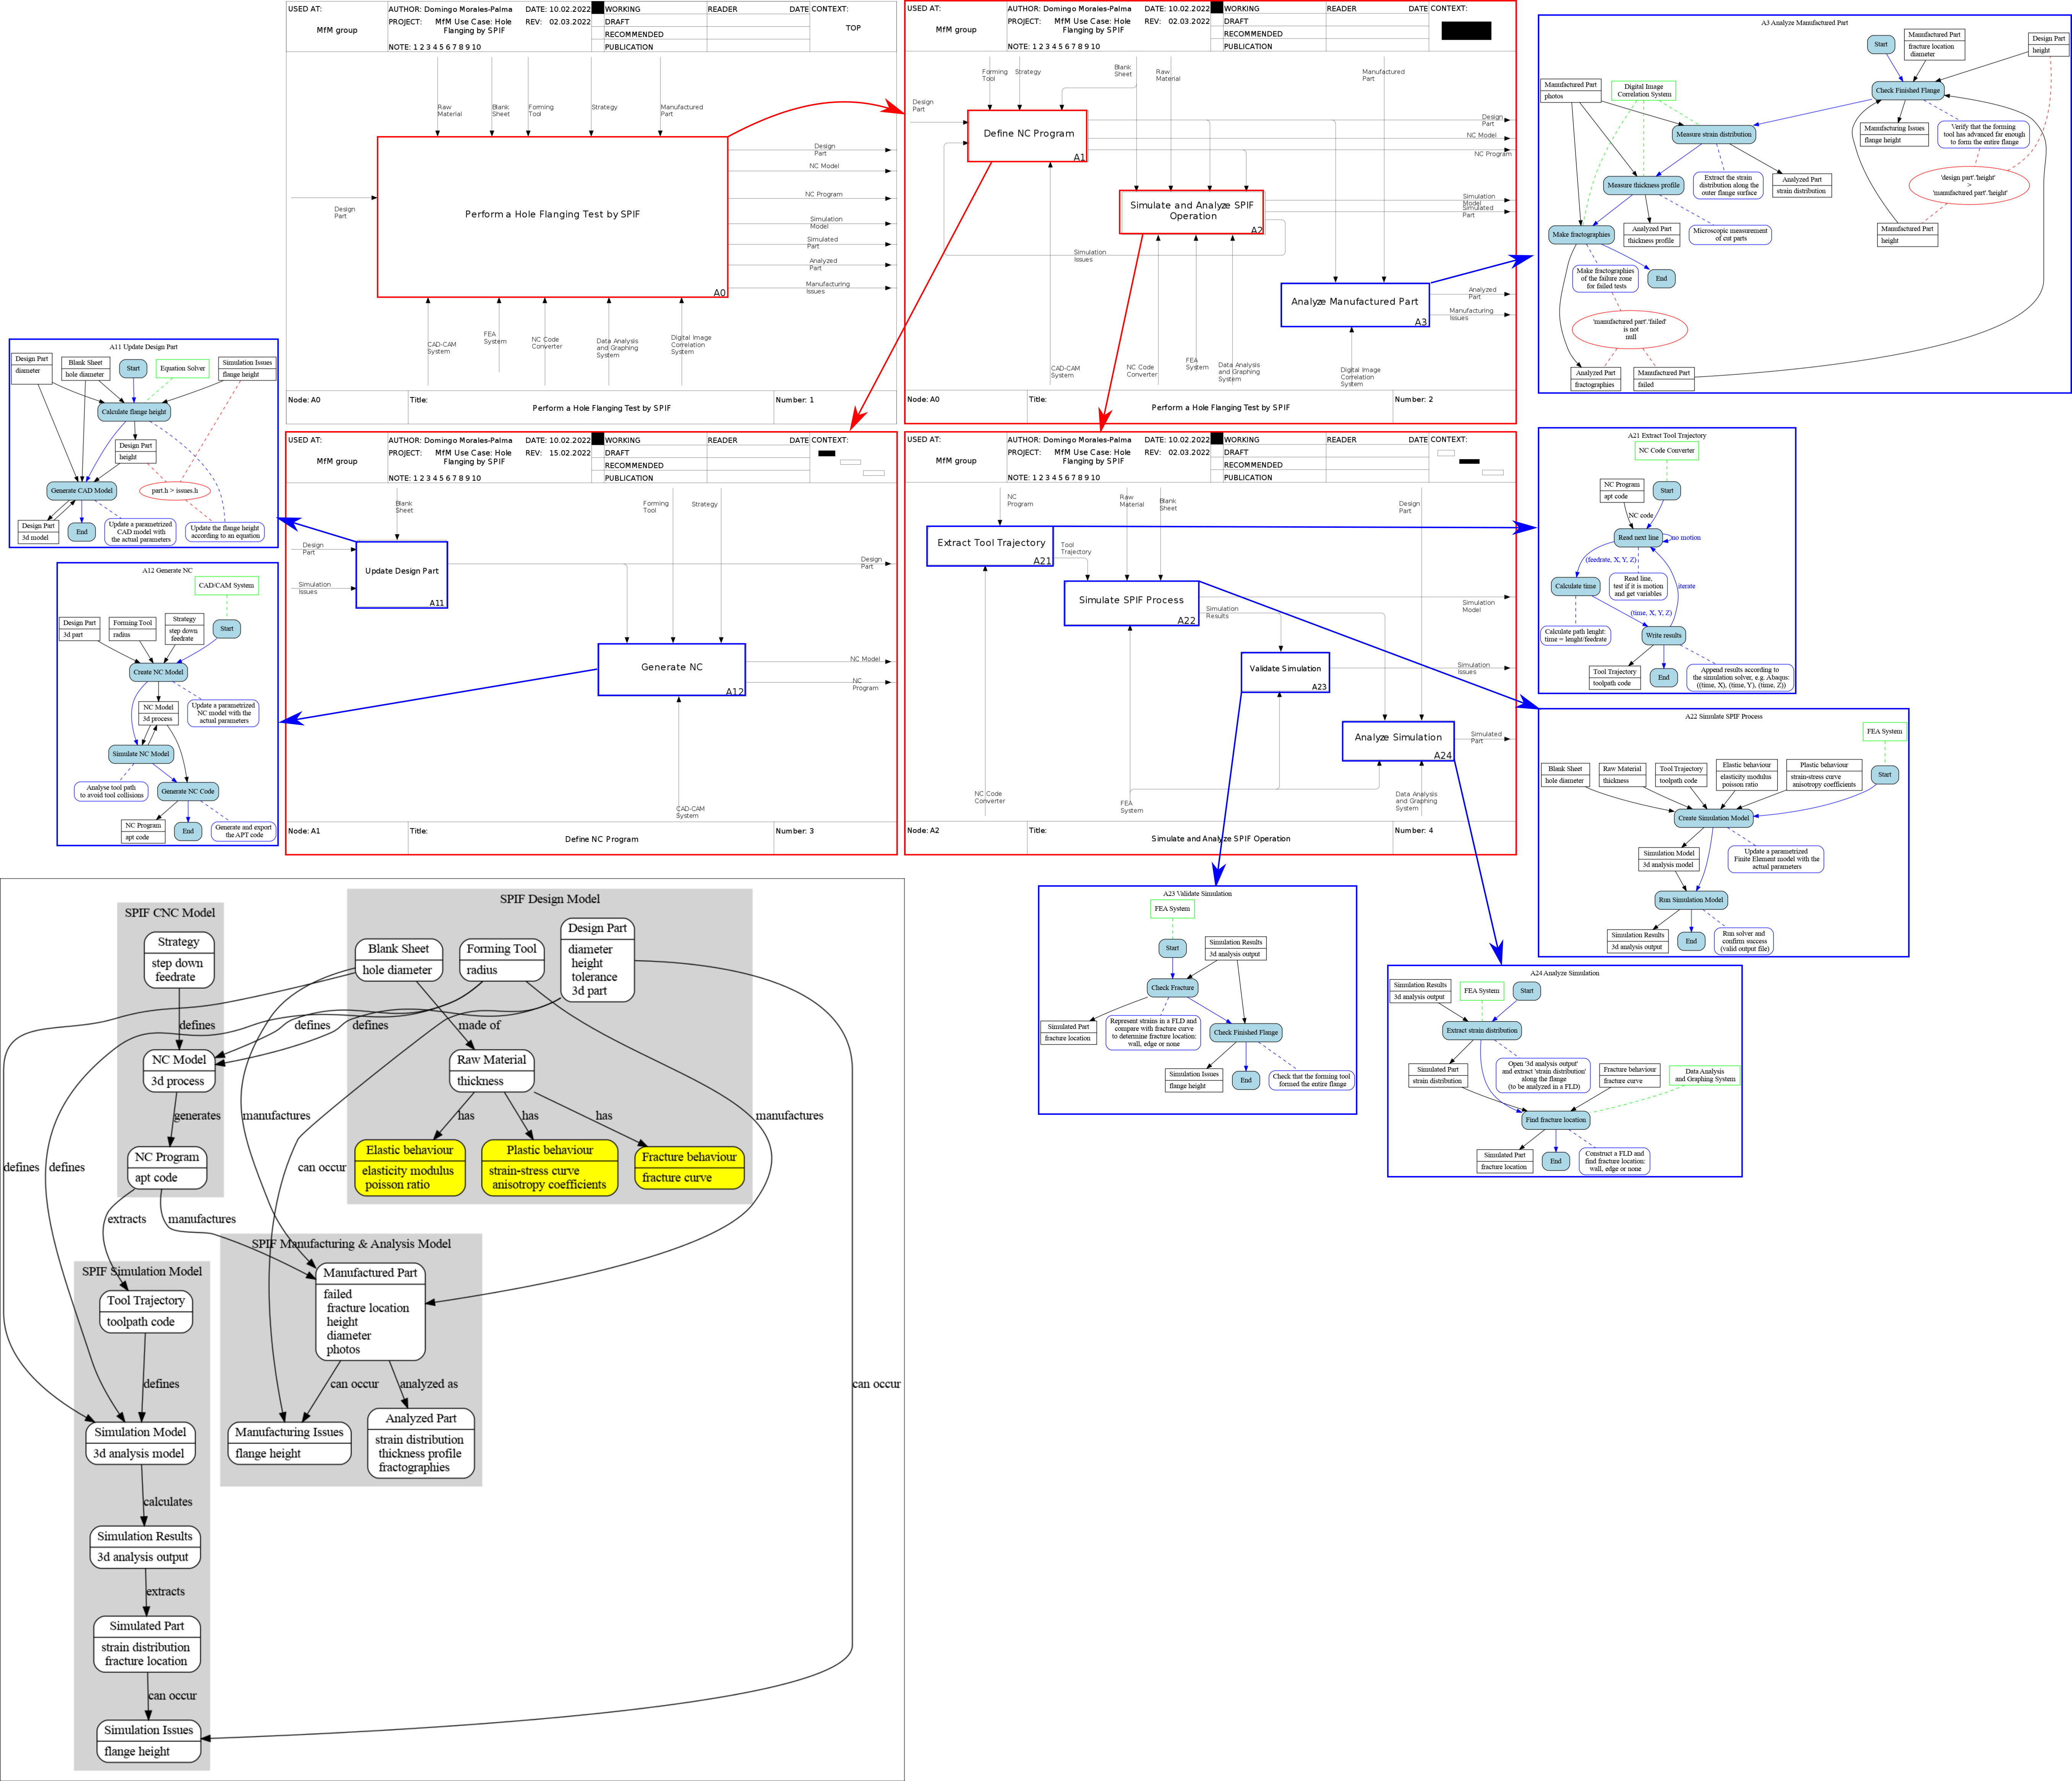 USED AT:
MfM group
AUTHOR: Domingo Morales-Palma
DATE: 10.02.2022
PROJECT: MfM Use Case: Hole
Flanging by SPIF
REV: 02.03.2022
NOTE: 1 2 3 4 5 6 7 8 9 10
WORKING
DRAFT
RECOMMENDED
PUBLICATION
READER
DATE
CONTEXT:
TOP
Raw
Material
Blank
Sheet
Forming
Tool
Strategy
Manufactured
Part
Design
Part
Perform a Hole Flanging Test by SPIF
A0
Design
Part
NC Model
NC Program
Simulation
Model
Simulated
Part
Analyzed
Part
Manufacturing
Issues
CAD-CAM
System
FEA
System
NC Code
Converter
Data Analysis
and Graphing
System
Digital Image
Correlation
System
Node: A0
Title:
Perform a Hole Flanging Test by SPIF
Number: 1
USED AT:
MfM group
AUTHOR: Domingo Morales-Palma
DATE: 10.02.2022
PROJECT: MfM Use Case: Hole
Flanging by SPIF
REV: 02.03.2022
NOTE: 1 2 3 4 5 6 7 8 9 10
WORKING
DRAFT
RECOMMENDED
PUBLICATION
READER
DATE
CONTEXT:
Forming
Tool
Strategy
Blank
Sheet
Raw
Material
Manufactured
Part
Design
Part
Define NC Program
A1
Design
Part
NC Model
NC Program
Simulate and Analyze SPIF
Operation
A2
Simulation
Model
Simulated
Part
Simulation
Issues
Analyze Manufactured Part
A3
Analyzed
Part
Manufacturing
Issues
CAD-CAM
System
NC Code
Converter
FEA
System
Data Analysis
and Graphing
System
Digital Image
Correlation
System
Node: A0
Title:
Perform a Hole Flanging Test by SPIF
Number: 2
A3 Analyze Manufactured Part
Start
Manufactured Part
fracture location
diameter
Design Part
height
Manufactured Part
photos
Digital Image
Correlation System
Check Finished Flange
Measure strain distribution
Manufacturing Issues
flange height
Verify that the forming
tool has advanced far enough
to form the entire flange
Measure thickness profile
Extract the strain
distribution along the
outer flange surface
Analyzed Part
strain distribution
'design part'.'height'
>
'manufactured part'.'height'
Make fractographies
Analyzed Part
thickness profile
Microscopic measurement
of cut parts
Manufactured Part
height
Make fractographies
of the failure zone
for failed tests
End
'manufactured part'.'failed'
is not
null
Analyzed Part
fractographies
Manufactured Part
failed
A11 Update Design Part
Design Part
diameter
Blank Sheet
hole diameter
Start
Equation Solver
Simulation Issues
flange height
Calculate flange height
Design Part
height
Generate CAD Model
part.h > issues.h
Design Part
3d model
End
Update a parametrized
CAD model with
the actual parameters
Update the flange height
according to an equation
A12 Generate NC
CAD/CAM System
Design Part
3d part
Forming Tool
radius
Strategy
step down
feedrate
Start
Create NC Model
NC Model
3d process
Update a parametrized
NC model with the
actual parameters
Simulate NC Model
Analyse tool path
to avoid tool collisions
Generate NC Code
NC Program
apt code
End
Generate and export
the APT code
USED AT:
MfM group
AUTHOR: Domingo Morales-Palma
DATE: 10.02.2022
PROJECT: MfM Use Case: Hole
Flanging by SPIF
REV: 15.02.2022
NOTE: 1 2 3 4 5 6 7 8 9 10
WORKING
DRAFT
RECOMMENDED
PUBLICATION
READER
DATE
CONTEXT:
Blank
Sheet
Forming
Tool
Strategy
Design
Part
Simulation
Issues
Update Design Part
A11
Design
Part
Generate NC
A12
NC Model
NC
Program
CAD-CAM
System
Node: A1
Title:
Define NC Program
Number: 3
USED AT:
MfM group
AUTHOR: Domingo Morales-Palma
DATE: 10.02.2022
PROJECT: MfM Use Case: Hole
Flanging by SPIF
REV: 02.03.2022
NOTE: 1 2 3 4 5 6 7 8 9 10
WORKING
DRAFT
RECOMMENDED
PUBLICATION
READER
DATE
CONTEXT:
NC
Program
Raw
Material
Blank
Sheet
Design
Part
Extract Tool Trajectory
A21
Tool
Trajectory
Simulate SPIF Process
A22
Simulation
Results
Simulation
Model
Validate Simulation
A23
Simulation
Issues
Analyze Simulation
A24
Simulated
Part
NC Code
Converter
FEA
System
Data Analysis
and Graphing
System
Node: A2
Title:
Simulate and Analyze SPIF Operation
Number: 4
A21 Extract Tool Trajectory
NC Code Converter
NC Program
apt code
Start
NC code
Read next line
no motion
(feedrate, X, Y, Z)
Calculate time
Read line,
test if it is motion
and get variables
iterate
(time, X, Y, Z)
Calculate path lenght:
time = lenght/feedrate
Write results
Tool Trajectory
toolpath code
End
Append results according to
the simulation solver, e.g. Abaqus:
((time, X), (time, Y), (time, Z))
A22 Simulate SPIF Process
FEA System
Blank Sheet
hole diameter
Raw Material
thickness
Tool Trajectory
toolpath code
Elastic behaviour
elasticity modulus
poisson ratio
Plastic behaviour
strain-stress curve
anisotropy coefficients
Start
Create Simulation Model
Simulation Model
3d analysis model
Update a parametrized
Finite Element model with the
actual parameters
Run Simulation Model
Simulation Results
3d analysis output
End
Run solver and
confirm success
(valid output file)
A23 Validate Simulation
FEA System
Start
Simulation Results
3d analysis output
Check Fracture
Simulated Part
fracture location
Represent strains in a FLD and
compare with fracture curve
to determine fracture location:
wall, edge or none
Check Finished Flange
Simulation Issues
flange height
End
Check that the forming tool
formed the entire flange
A24 Analyze Simulation
Simulation Results
3d analysis output
FEA System
Start
Extract strain distribution
Simulated Part
strain distribution
Open '3d analysis output'
and extract 'strain distribution'
along the flange
(to be analyzed in a FLD)
Fracture behaviour
fracture curve
Data Analysis
and Graphing System
Find fracture location
Simulated Part
fracture location
End
Construct a FLD and
find fracture location:
wall, edge or none
SPIF CNC Model
Strategy
step down
feedrate
defines
NC Model
3d process
generates
NC Program
apt code
SPIF Design Model
Blank Sheet
hole diameter
Forming Tool
radius
Design Part
diameter
height
tolerance
3d part
defines
defines
made of
Raw Material
thickness
manufactures
has
has
has
manufactures
Elastic behaviour
elasticity modulus
poisson ratio
Plastic behaviour
strain-stress curve
anisotropy coefficients
Fracture behaviour
fracture curve
defines
defines
can occur
extracts
manufactures
SPIF Manufacturing & Analysis Model
Manufactured Part
failed
fracture location
height
diameter
photos
can occur
analyzed as
can occur
Manufacturing Issues
flange height
Analyzed Part
strain distribution
thickness profile
fractographies
SPIF Simulation Model
Tool Trajectory
toolpath code
defines
Simulation Model
3d analysis model
calculates
Simulation Results
3d analysis output
extracts
Simulated Part
strain distribution
fracture location
can occur
Simulation Issues
flange height